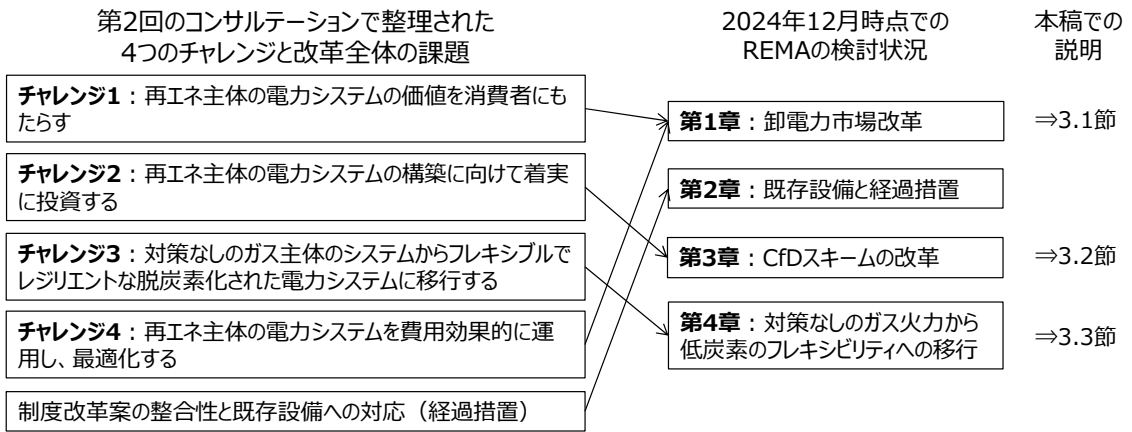 第2回のコンサルテーションで整理された
4つのチャレンジと改革全体の課題
チャレンジ1：再エネ主体の電力システムの価値を消費者にも
たらす
チャレンジ2：再エネ主体の電力システムの構築に向けて着実
に投資する
チャレンジ3：対策なしのガス主体のシステムからフレキシブルで
レジリエントな脱炭素化された電力システムに移行する
チャレンジ4：再エネ主体の電力システムを費用効果的に運
用し、最適化する
制度改革案の整合性と既存設備への対応（経過措置）
2024年12月時点での
REMAの検討状況
第1章：卸電力市場改革
第2章：既存設備と経過措置
第3章：CfDスキームの改革
第4章：対策なしのガス火力から
低炭素のフレキシビリティへの移行
本稿での
説明
⇒3.1節
⇒3.2節
⇒3.3節